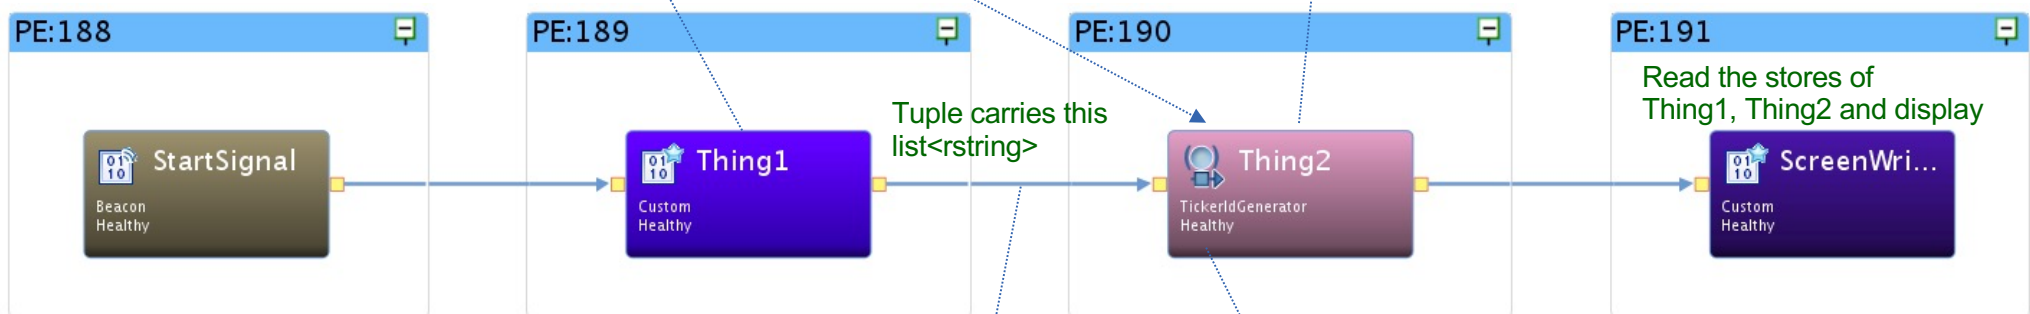 PE:188
PE:189
PE:190
PE:191
Read the stores of
Thing1, Thing2 and display
Tuple carries this
list<rstring>
StartSignal
Beacon
Healthy
Thing1
Custom
Healthy
Thing2
TickerIdGenerator
Healthy
ScreenWri...
Custom
Healthy